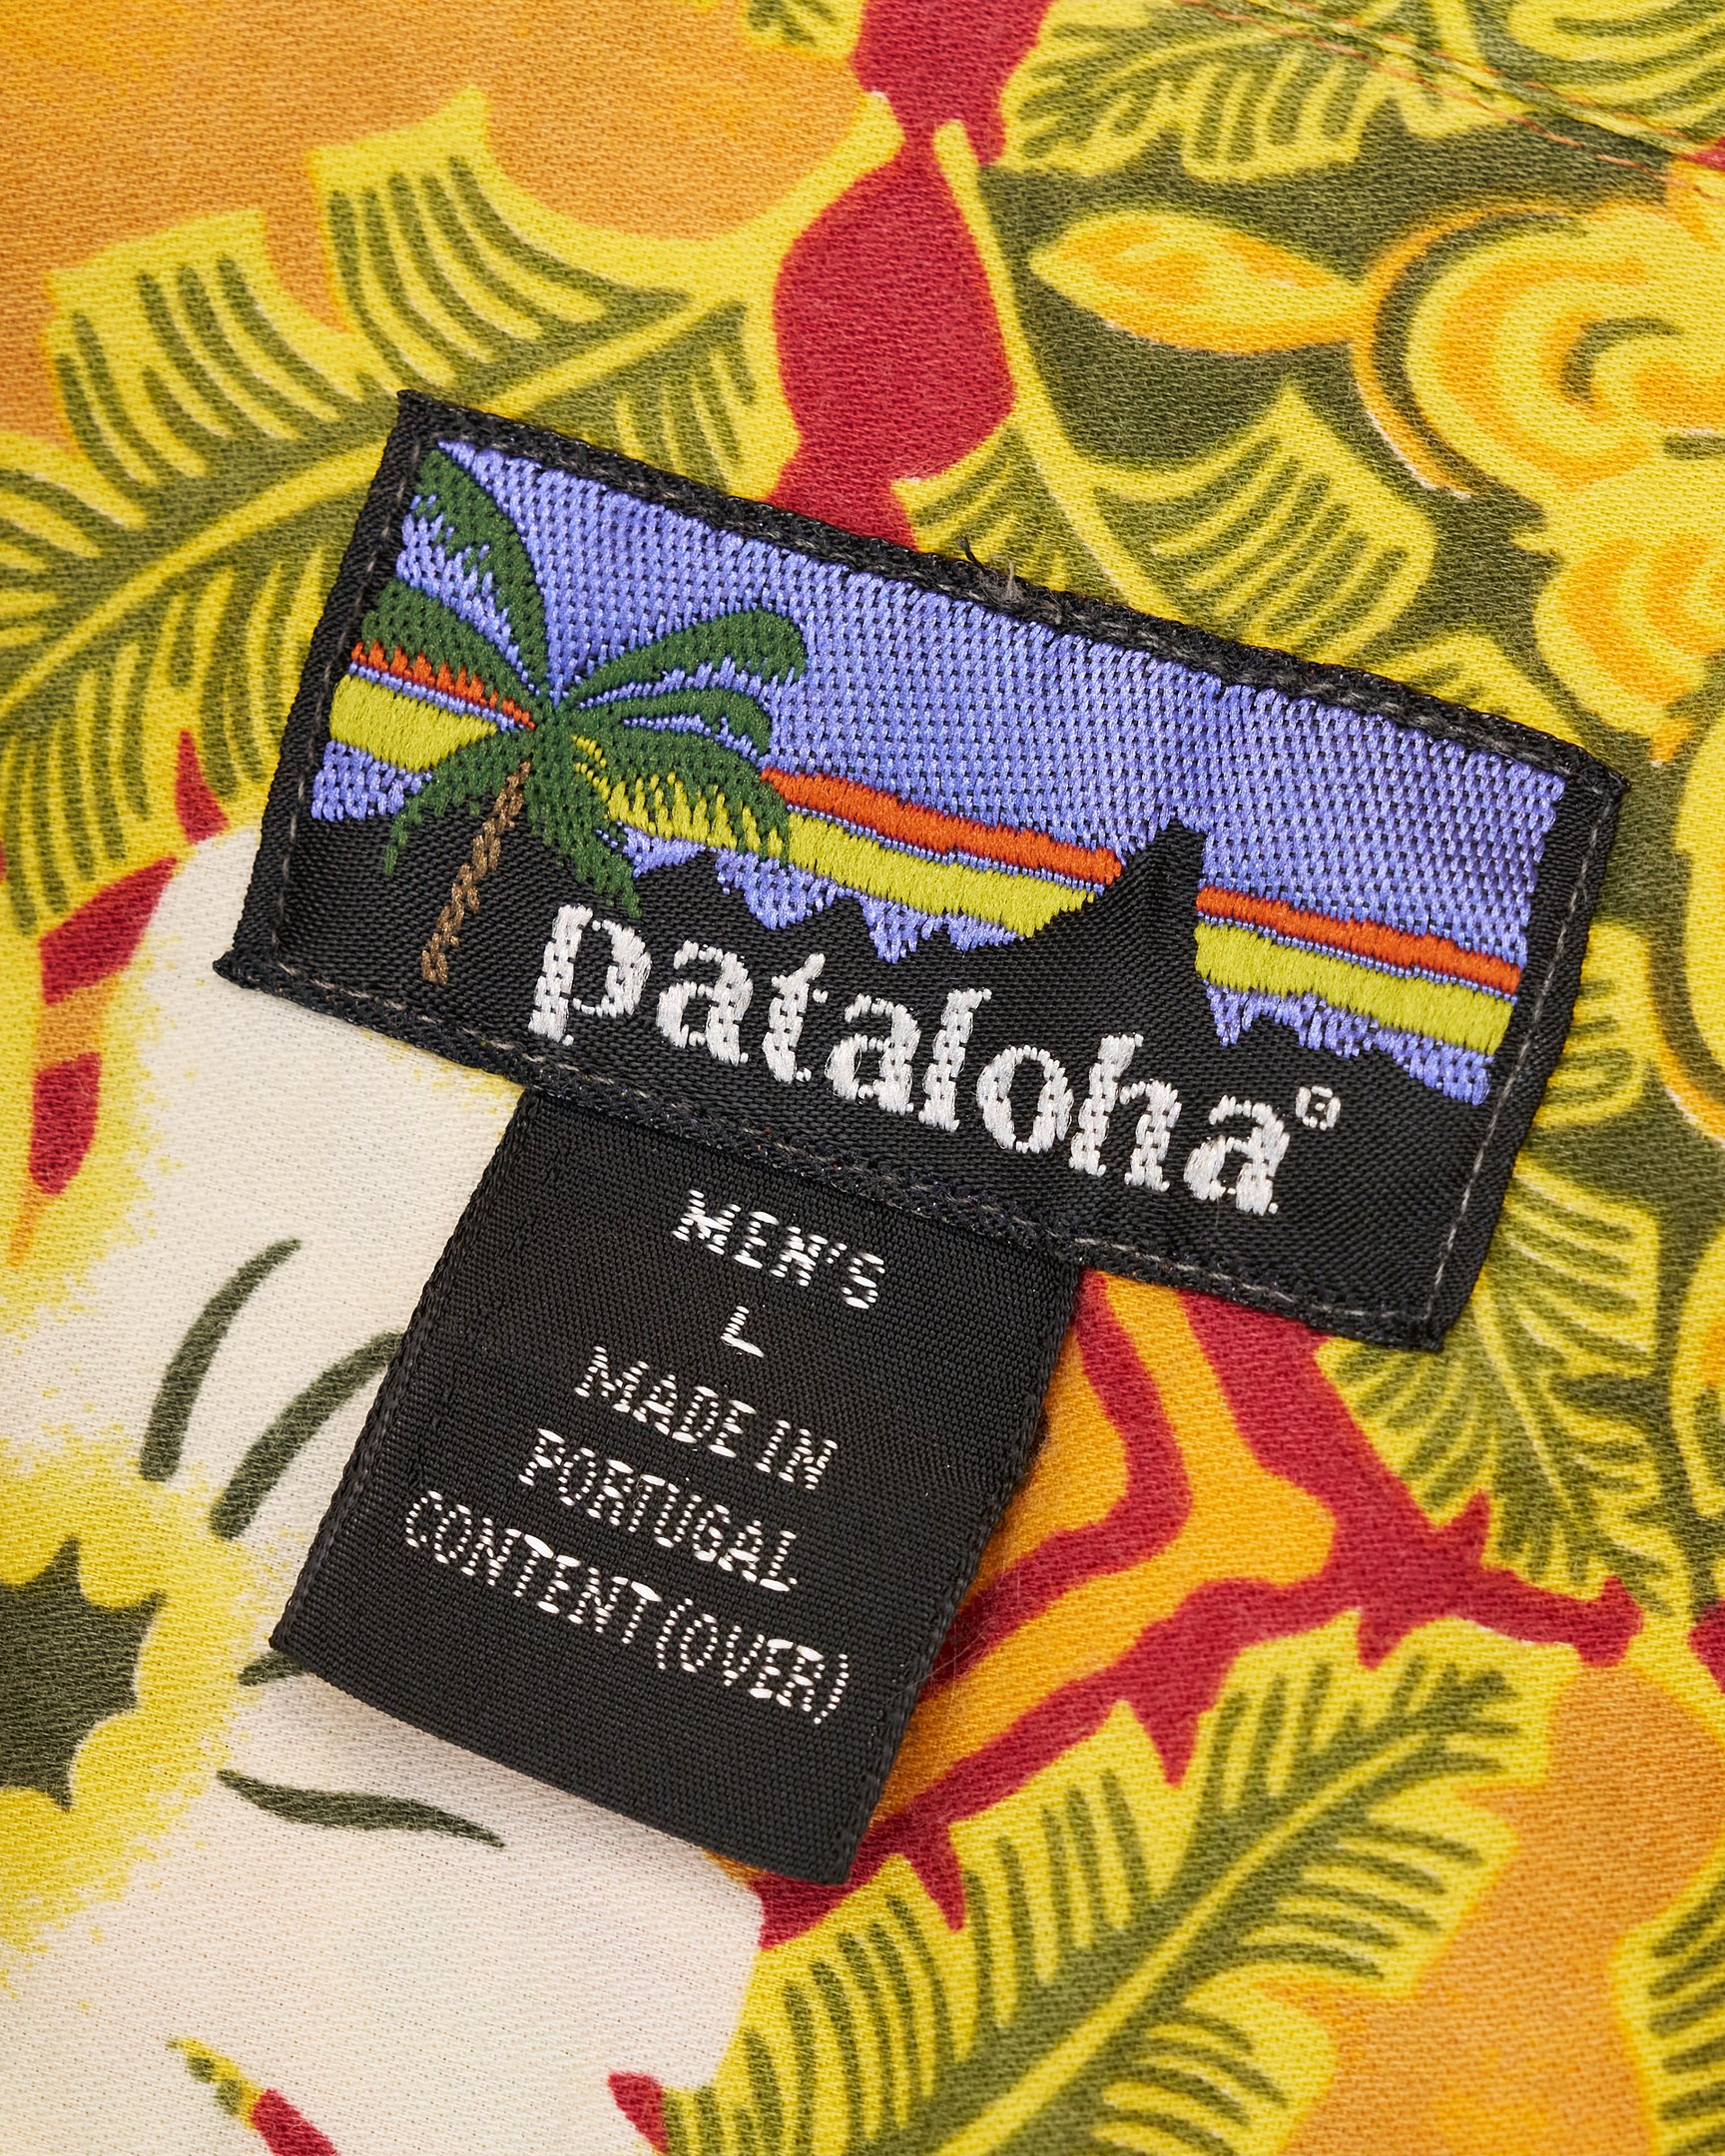 pataloha®
MEN'S
L
MADE IN
PORTUGAL
CONTENT(OVER)